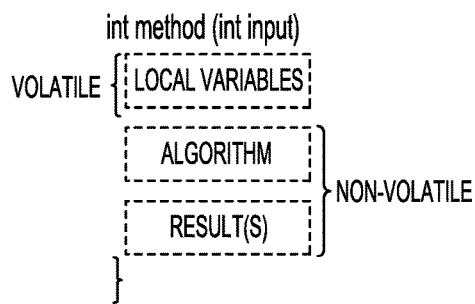 int method (int input)
VOLATILE { LOCAL VARIABLES
ALGORITHM
} NON-VOLATILE
RESULT(S)
}